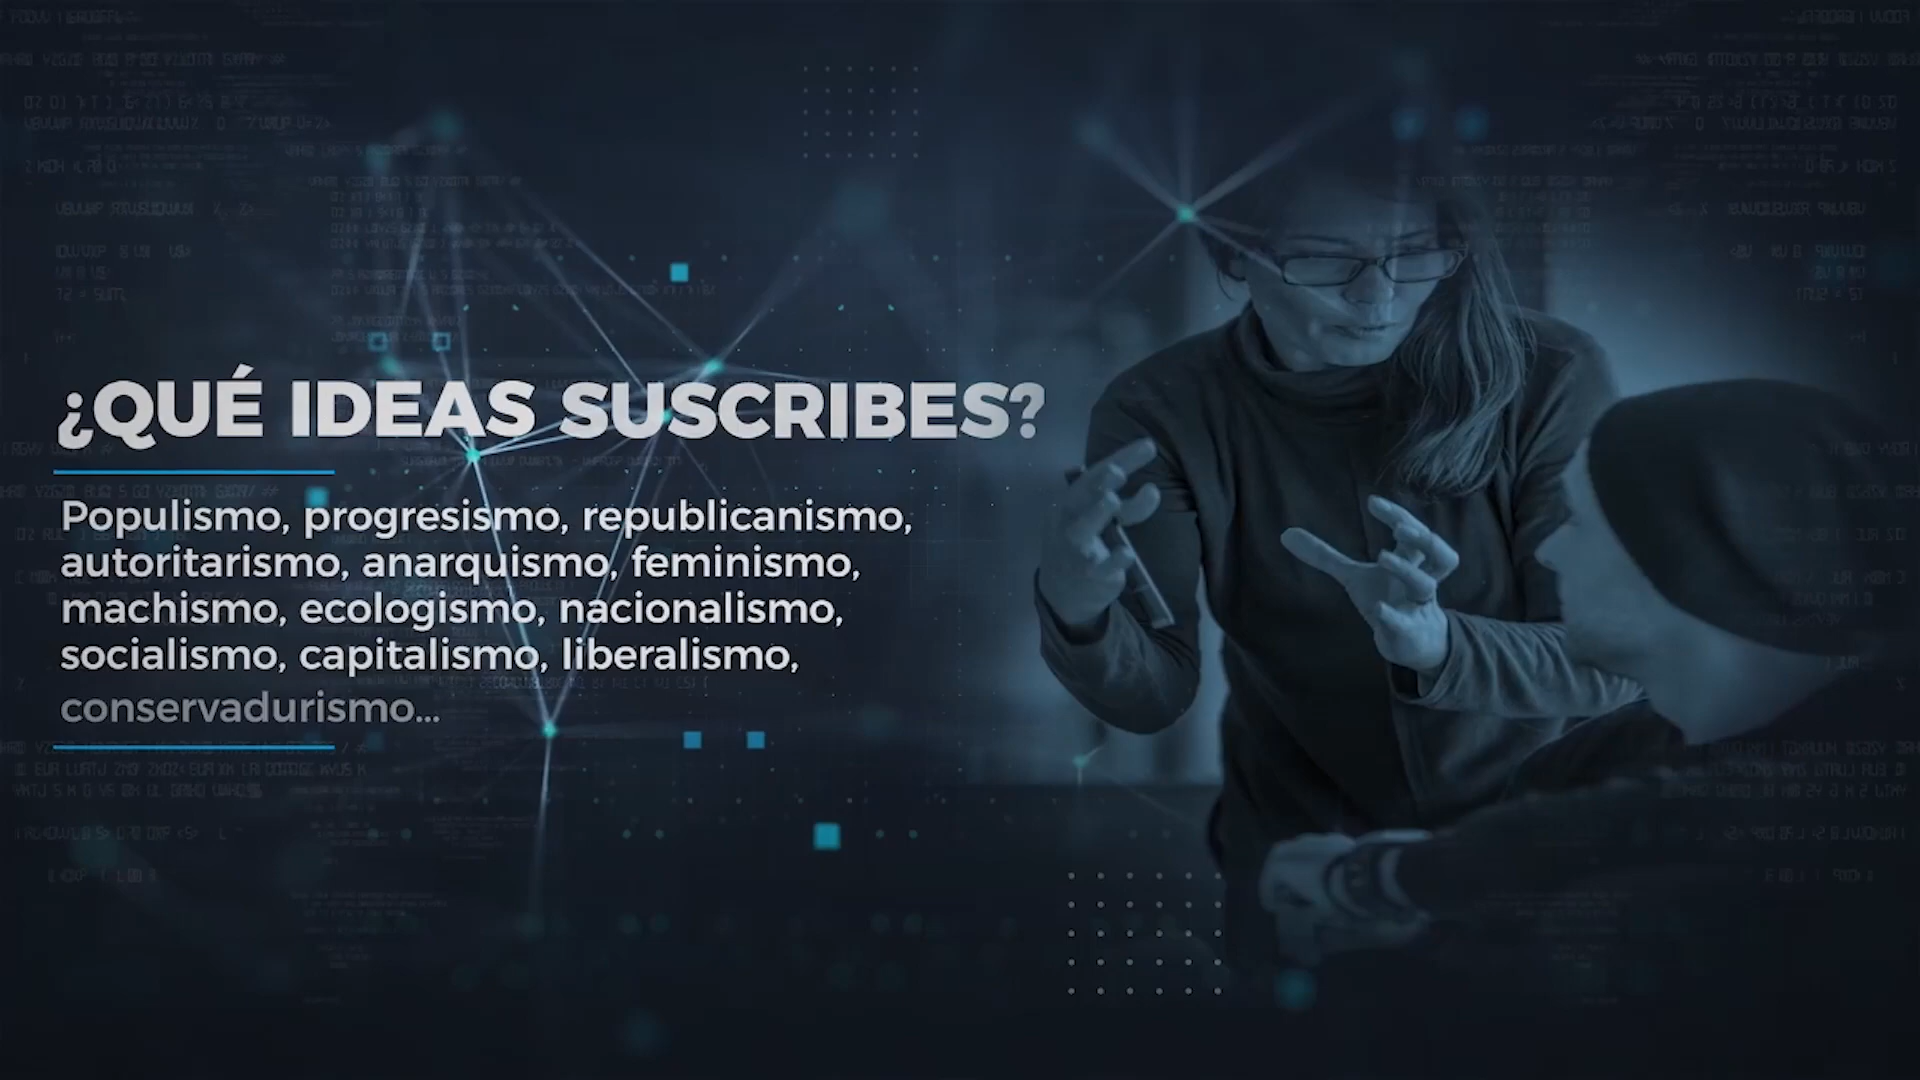 ¿QUÉ IDEAS SUSCRIBES?
Populismo, progresismo, republicanismo,
autoritarismo, anarquismo, feminismo,
machismo, ecologismo, nacionalismo,
socialismo, capitalismo, liberalismo,
conservadurismo...